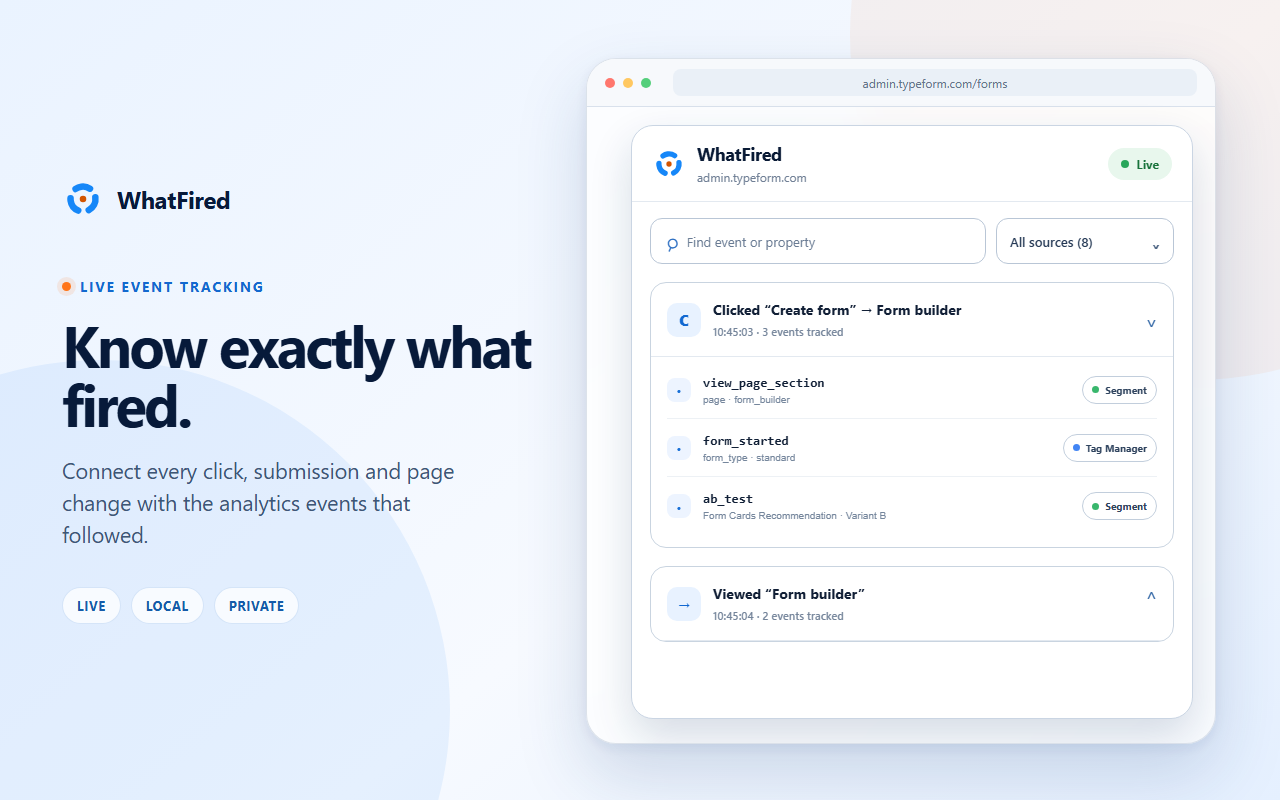 admin.typeform.com/forms
WhatFired
LIVE EVENT TRACKING
Know exactly what
fired.
Connect every click, submission and page
change with the analytics events that
followed.
LIVE LOCAL PRIVATE
WhatFired
admin.typeform.com
Live
Find event or property
All sources (8)
C
Clicked “Create form” → Form builder
10:45:03 · 3 events tracked
view_page_section
page · form_builder
Segment
form_started
form_type · standard
Tag Manager
ab_test
Form Cards Recommendation · Variant B
Segment
→
Viewed “Form builder”
10:45:04 · 2 events tracked